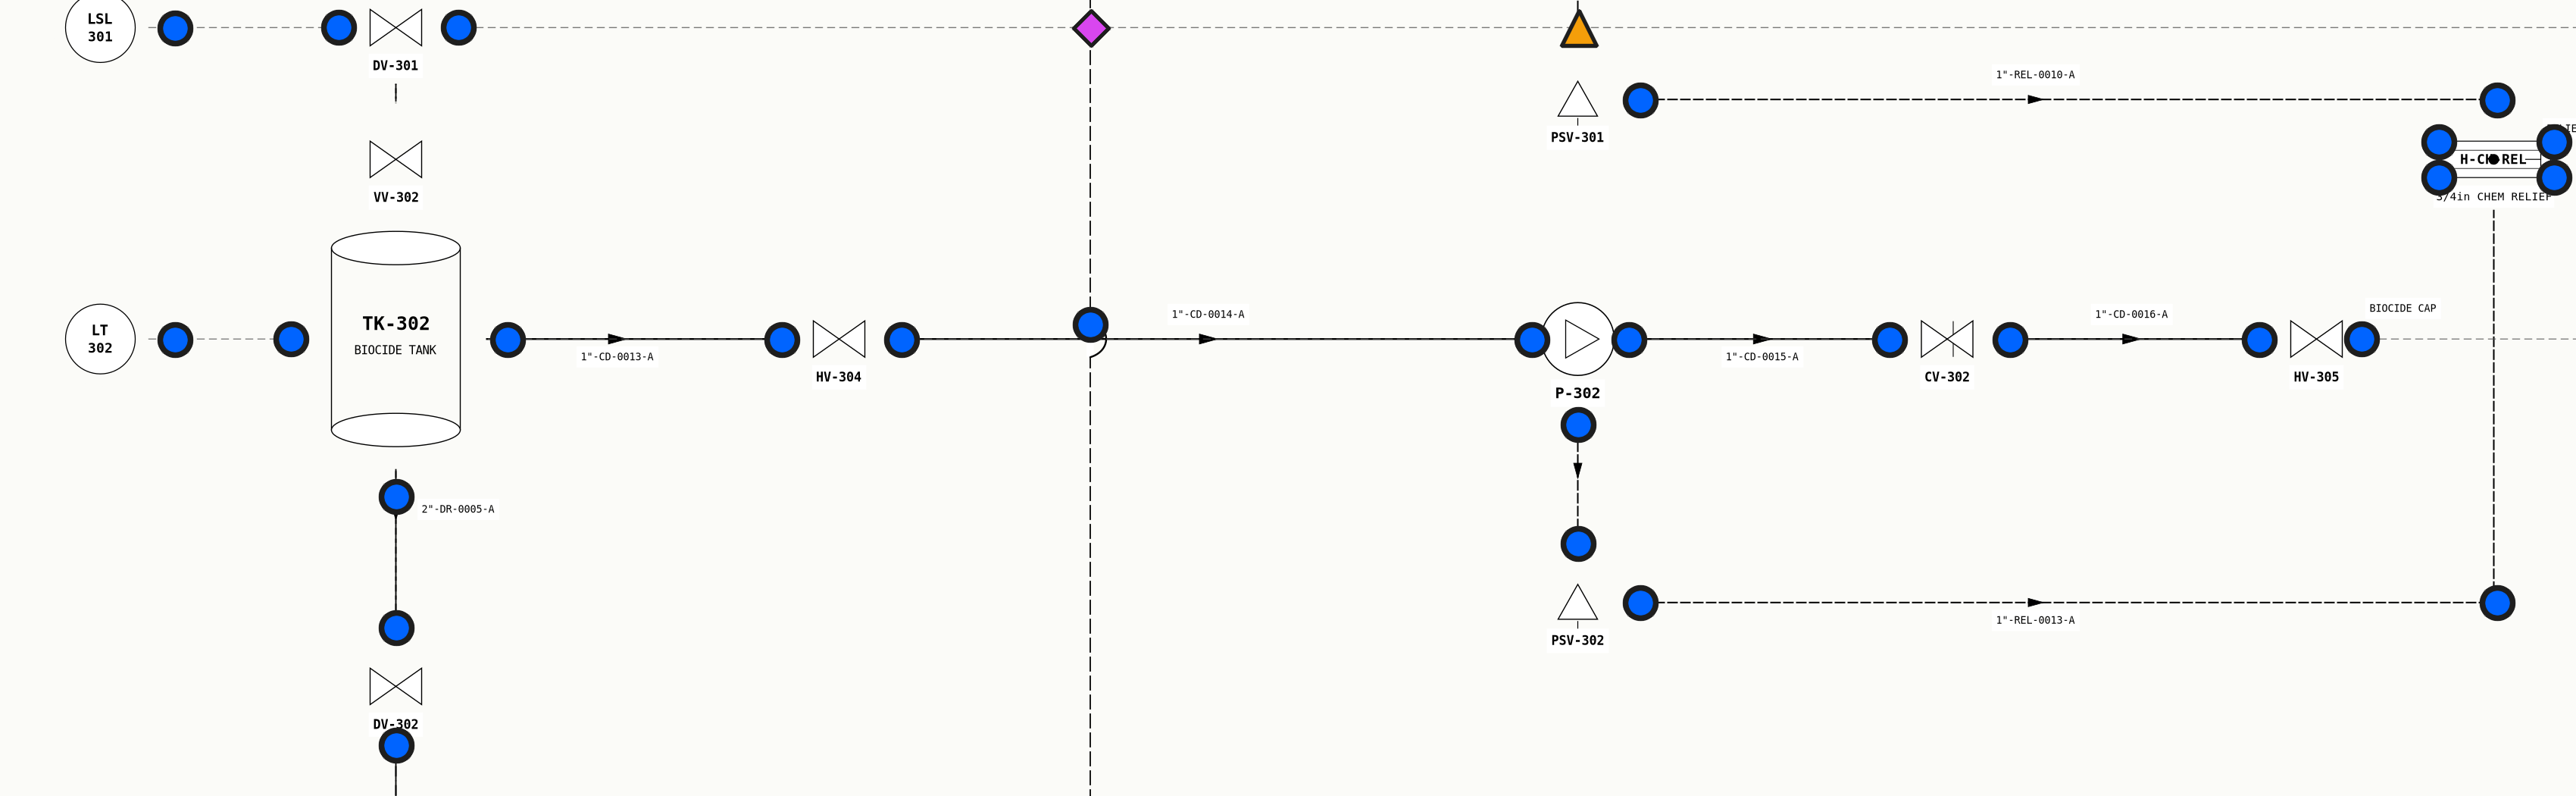 LSL
301
DV-301
1"-REL-0010-A
PSV-301
VV-302
3/4in CHEM RELIEF
TK-302
BIOCIDE TANK
LT
302
1"-CD-0013-A
HV-304
1"-CD-0014-A
P-302
1"-CD-0015-A
CV-302
1"-CD-0016-A
HV-305
BIOCIDE CAP
2"-DR-0005-A
PSV-302
1"-REL-0013-A
DV-302